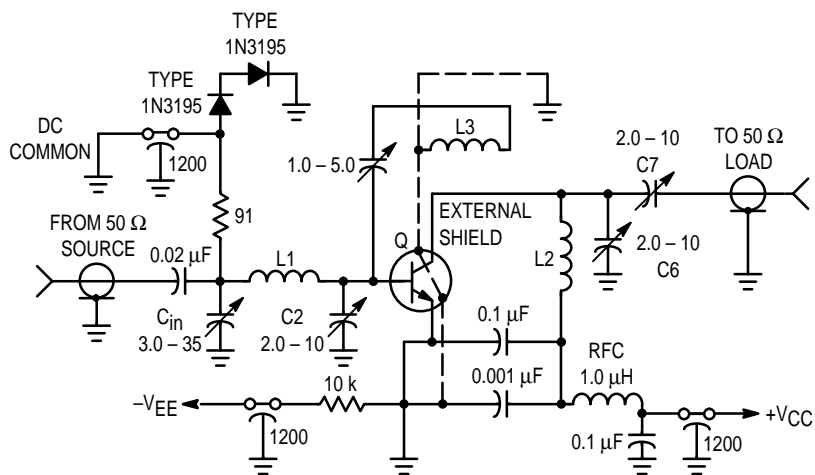 TYPE
1N3195
TYPE
1N3195
DC
COMMON
1200
L3
1.0 – 5.0
2.0 – 10
C7
TO 50 Ω
LOAD
91
EXTERNAL
SHIELD
FROM 50 Ω
SOURCE
0.02 µF
L1
Q
L2
2.0 – 10
C6
Cin
3.0 – 35
C2
2.0 – 10
0.1 µF
0.001 µF
RFC
1.0 µH
10 k
–VEE
+VCC
1200
0.1 µF
1200